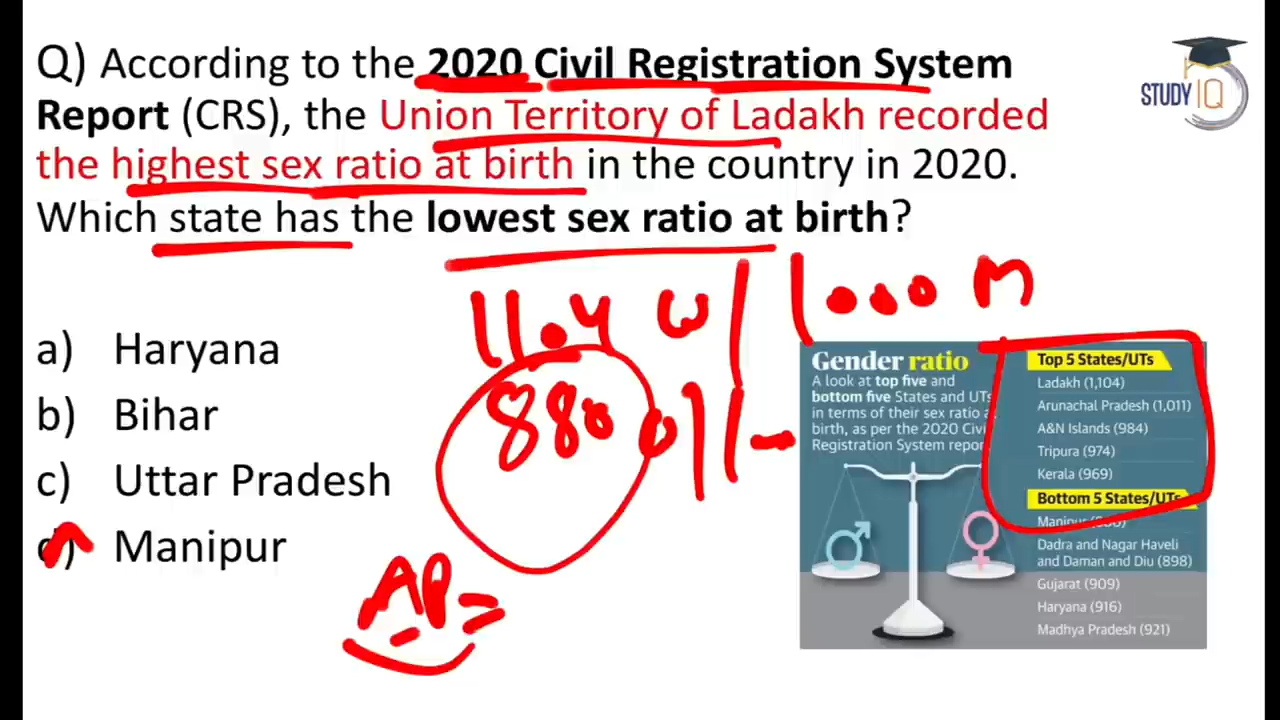 Q) According to the 2020 Civil Registration System
Report (CRS), the Union Territory of Ladakh recorded
the highest sex ratio at birth in the country in 2020.
Which state has the lowest sex ratio at birth?
STUDY IQ
a) Haryana
b) Bihar
c) Uttar Pradesh
d) Manipur
1104 W / 1000 M
880
AP
Gender ratio
A look at top five and
bottom five States and UTs
in terms of their sex ratio at
birth, as per the 2020 Civil
Registration System report
Top 5 States/UTs
Ladakh (1,104)
Arunachal Pradesh (1,011)
A&N Islands (984)
Tripura (974)
Kerala (969)
Bottom 5 States/UTs
Manipur (880)
Dadra and Nagar Haveli
and Daman and Diu (898)
Gujarat (909)
Haryana (916)
Madhya Pradesh (921)